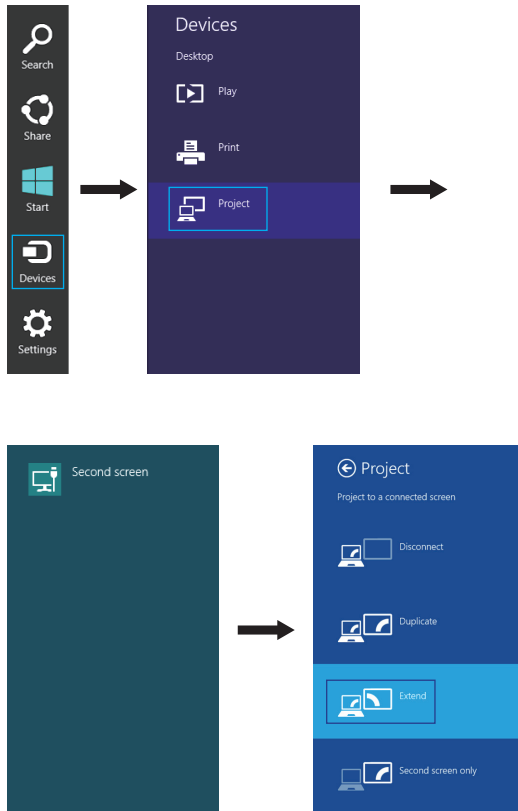 Search
Share
Start
Devices
Settings
Devices
Desktop
Play
Print
Project
Second screen
Project
Project to a connected screen
Disconnect
Duplicate
Extend
Second screen only